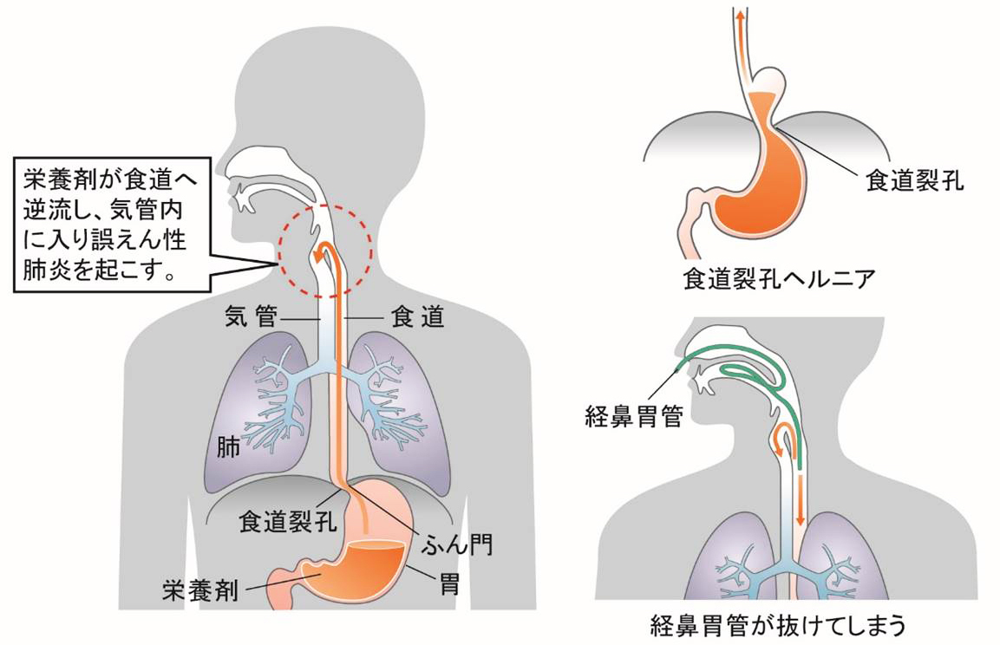 栄養剤が食道へ
逆流し、気管内
に入り誤えん性
肺炎を起こす。
気管
食道
肺
食道裂孔
ふん門
栄養剤
胃
食道裂孔
食道裂孔ヘルニア
経鼻胃管
経鼻胃管が抜けてしまう